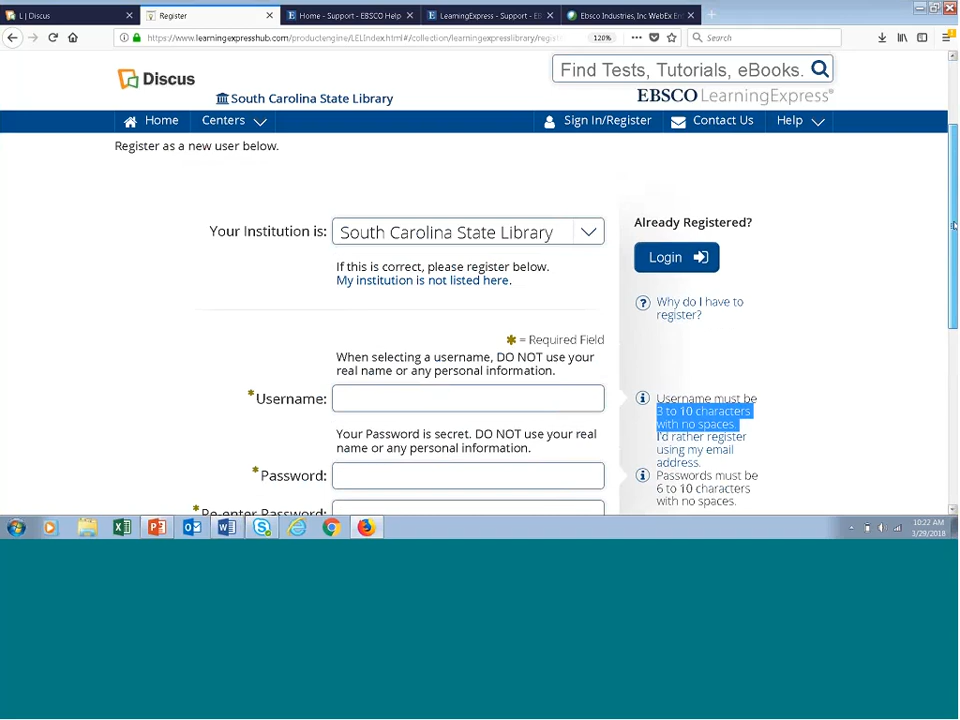 L | Discus
Register
Home - Support - EBSCO Help
LearningExpress - Support - EB
Ebsco Industries, Inc WebEx En
https://www.learningexpresshub.com/productengine/LELIndex.html#/collection/learningexpresslibrary/regist
120%
Search
Discus
South Carolina State Library
Find Tests, Tutorials, eBooks.
EBSCO LearningExpress®
Home Centers Sign In/Register Contact Us Help
Register as a new user below.
Your Institution is: South Carolina State Library
If this is correct, please register below.
My institution is not listed here.
Already Registered?
Login
Why do I have to
register?
* = Required Field
When selecting a username, DO NOT use your
real name or any personal information.
*Username:
Username must be
3 to 10 characters
with no spaces.
I'd rather register
using my email
address.
Your Password is secret. DO NOT use your real
name or any personal information.
*Password:
Passwords must be
6 to 10 characters
with no spaces.
*Re-enter Password:
10:22 AM
3/29/2018